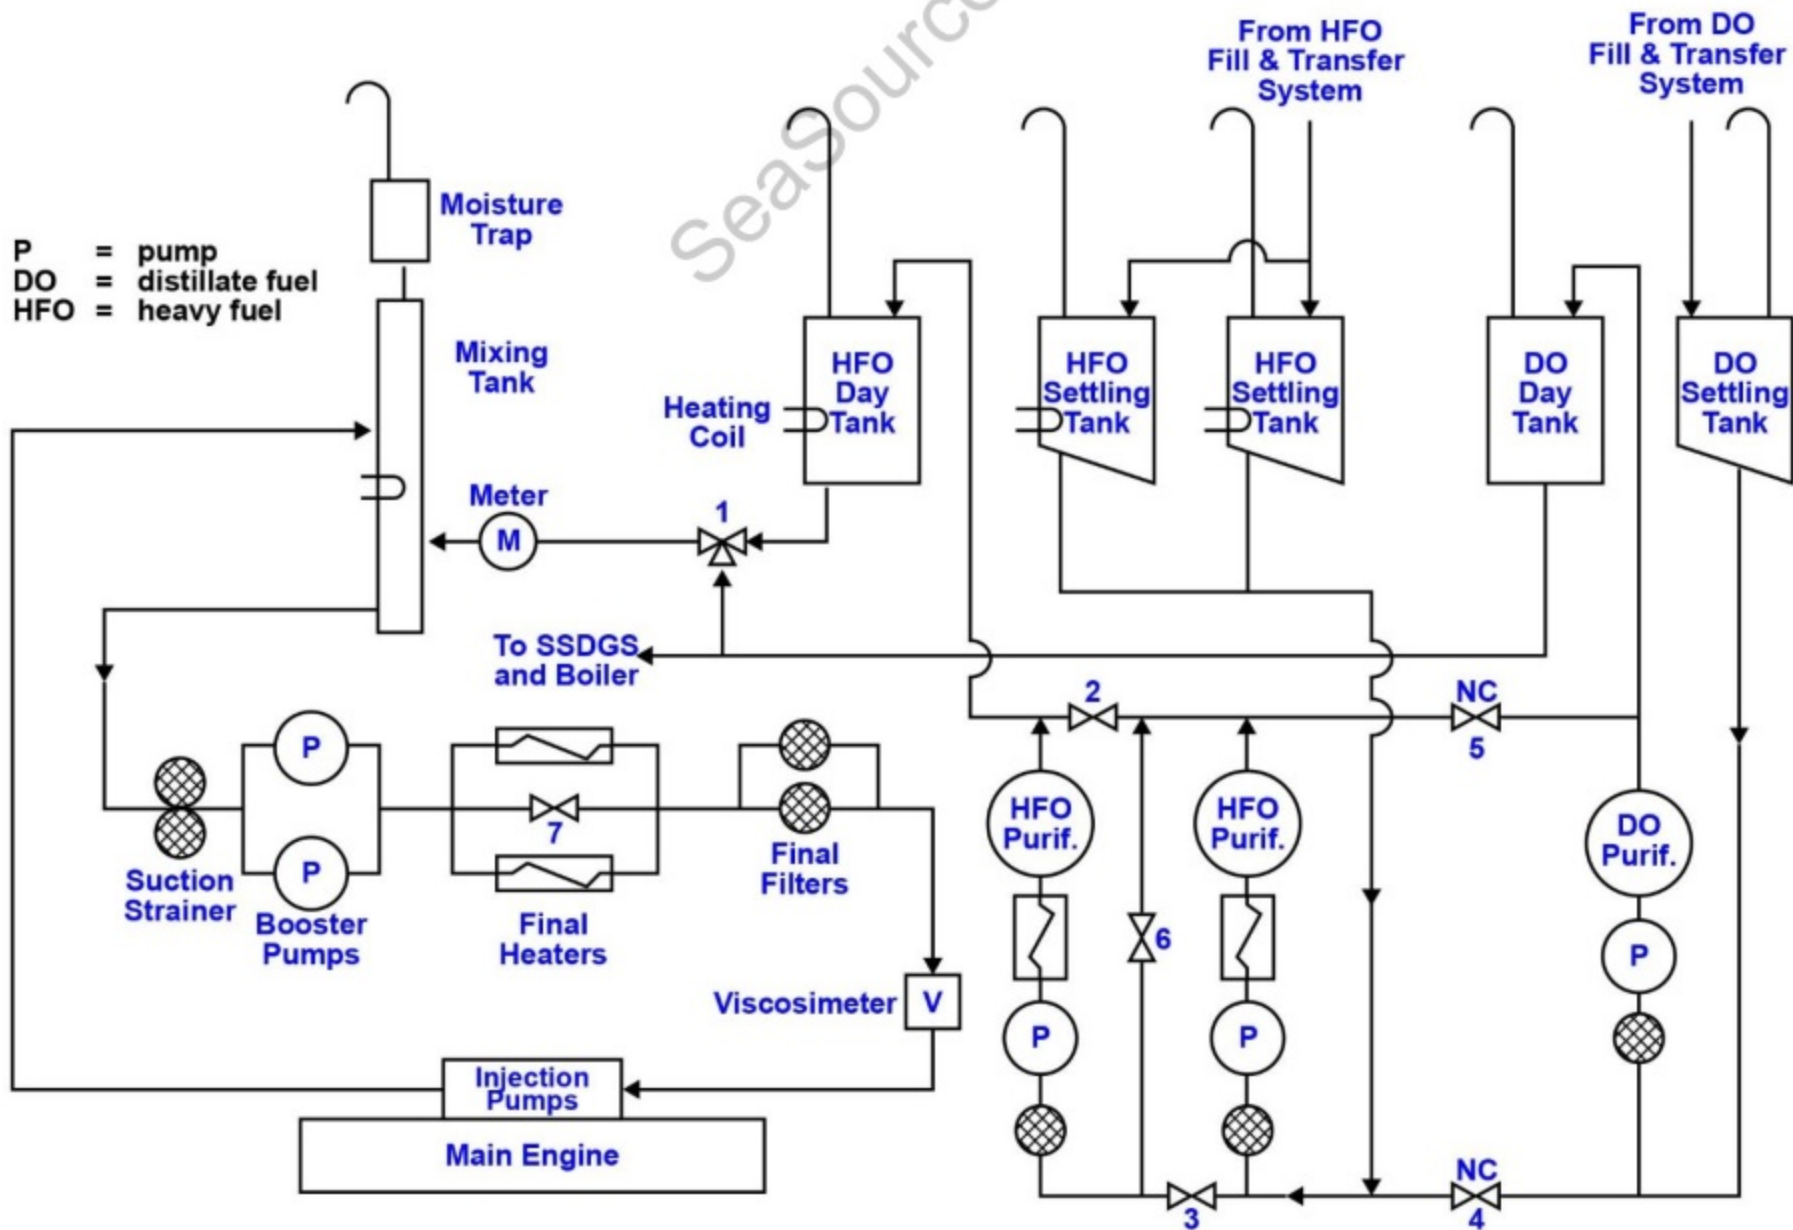 SeaSource
From HFO
Fill & Transfer
System
From DO
Fill & Transfer
System
Moisture
Trap
P = pump
DO = distillate fuel
HFO = heavy fuel
Mixing
Tank
Heating
Coil
HFO
Day
Tank
HFO
Settling
Tank
HFO
Settling
Tank
DO
Day
Tank
DO
Settling
Tank
Meter
M
1
To SSDGS
and Boiler
2
NC
5
P
P
7
Suction
Strainer
Booster
Pumps
Final
Heaters
Final
Filters
HFO
Purif.
HFO
Purif.
DO
Purif.
6
P
P
P
Viscosimeter
V
Injection
Pumps
Main Engine
3
NC
4